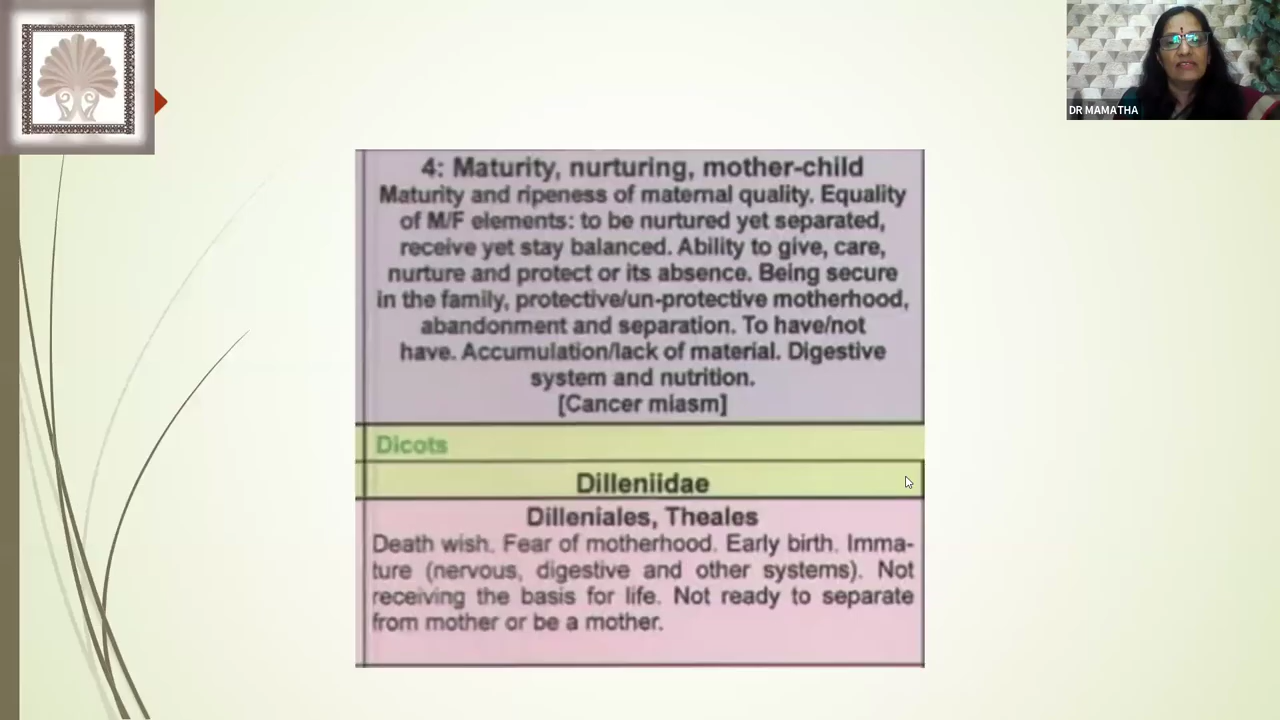 DR MAMATHA
4: Maturity, nurturing, mother-child
Maturity and ripeness of maternal quality. Equality
of M/F elements: to be nurtured yet separated,
receive yet stay balanced. Ability to give, care,
nurture and protect or its absence. Being secure
in the family, protective/un-protective motherhood,
abandonment and separation. To have/not
have. Accumulation/lack of material. Digestive
system and nutrition.
[Cancer miasm]
Dicots
Dilleniidae
Dilleniales, Theales
Death wish. Fear of motherhood. Early birth. Imma-
ture (nervous, digestive and other systems). Not
receiving the basis for life. Not ready to separate
from mother or be a mother.